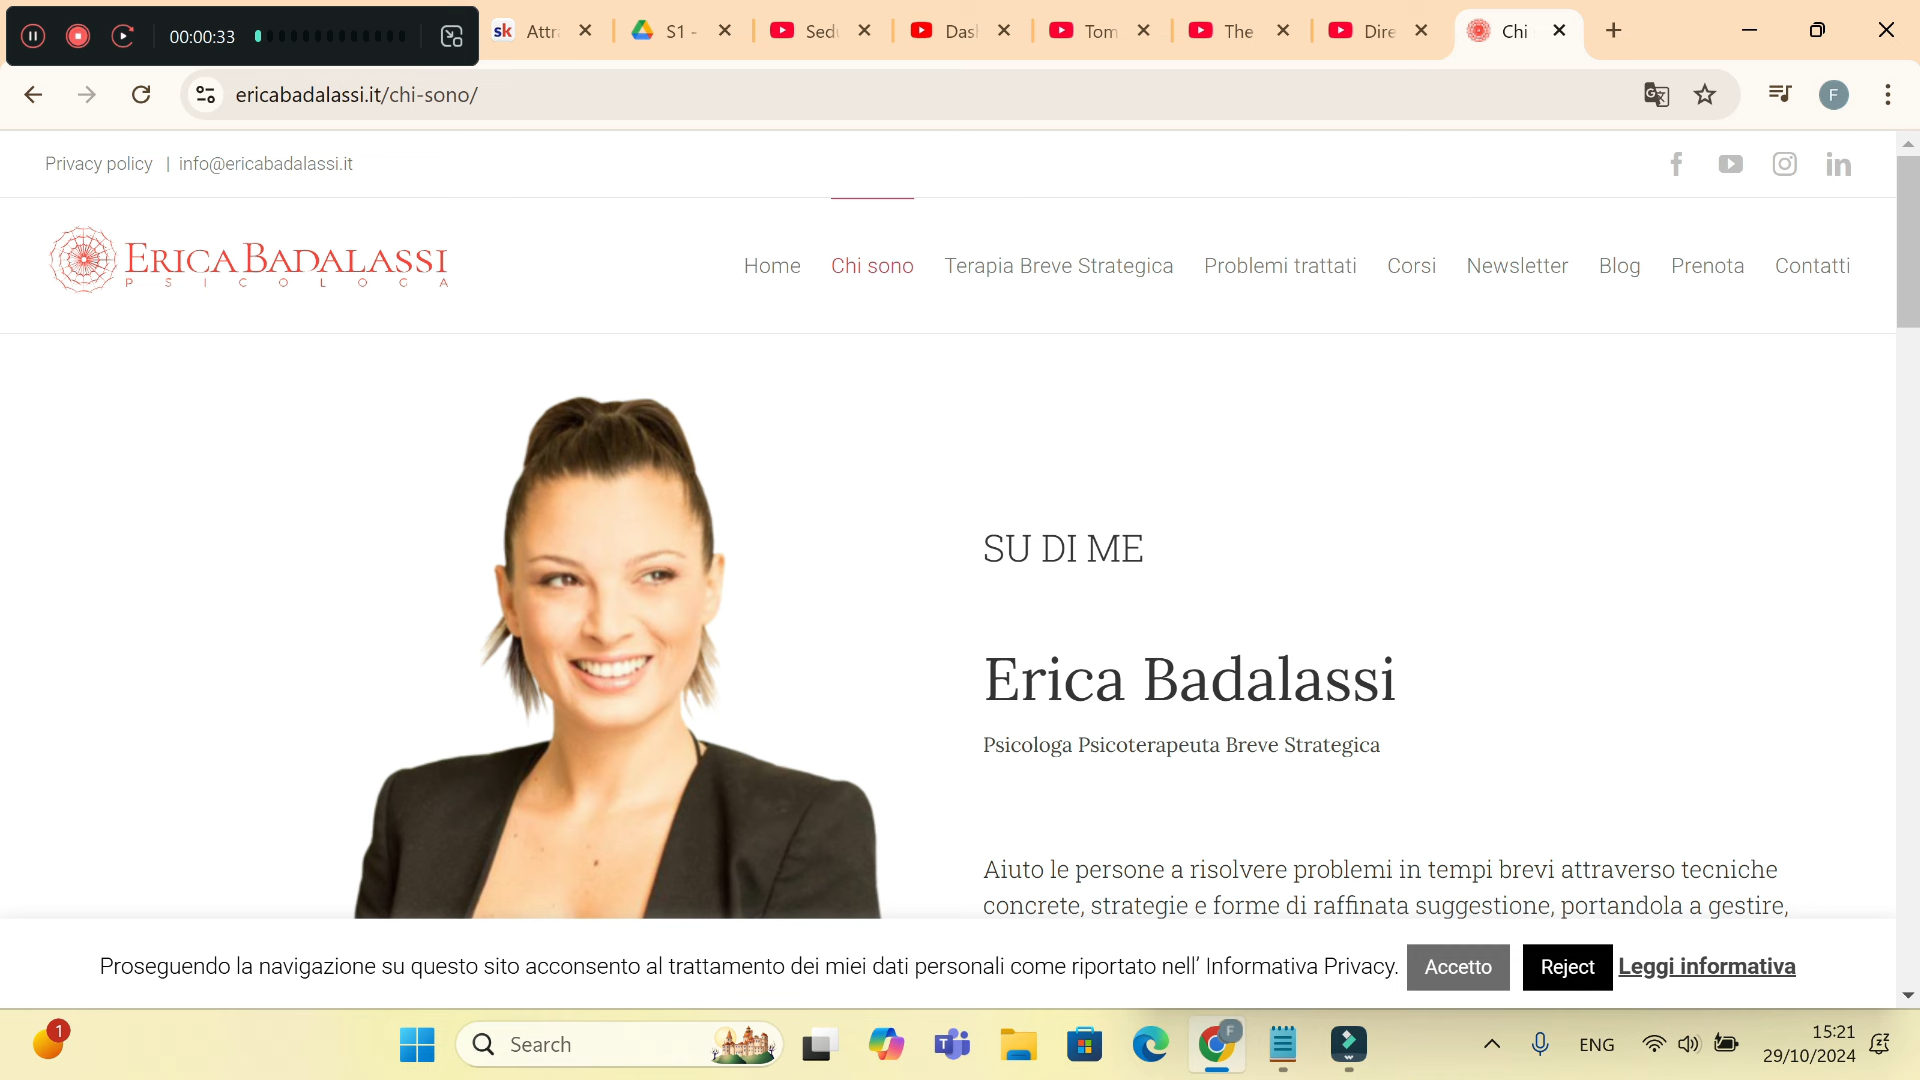 00:00:33
sk Attra
S1 -
Sedu
Das
Tom
The
Dire
Chi
ericabadalassi.it/chi-sono/
F
Privacy policy | info@ericabadalassi.it
ERICA BADALASSI
PSICOLOGA
Home
Chi sono
Terapia Breve Strategica
Problemi trattati
Corsi
Newsletter
Blog
Prenota
Contatti
SU DI ME
Erica Badalassi
Psicologa Psicoterapeuta Breve Strategica
Aiuto le persone a risolvere problemi in tempi brevi attraverso tecniche
concrete, strategie e forme di raffinata suggestione, portandola a gestire,
Proseguendo la navigazione su questo sito acconsento al trattamento dei miei dati personali come riportato nell' Informativa Privacy. Accetto Reject Leggi informativa
1
Search
F
ENG
15:21
29/10/2024